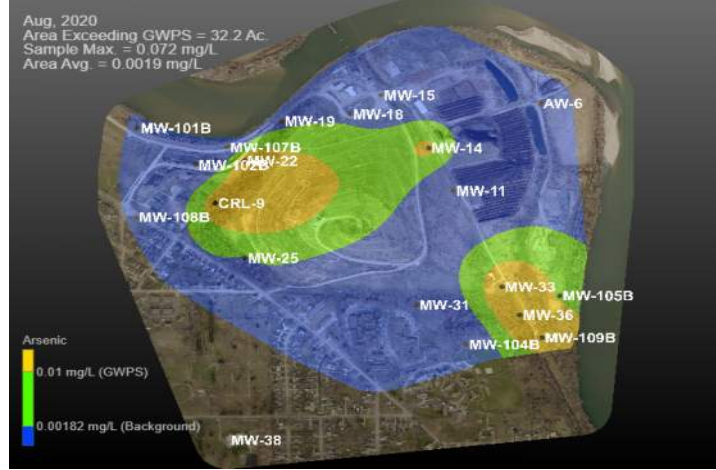 Aug, 2020
Area Exceeding GWPS = 32.2 Ac.
Sample Max. = 0.072 mg/L
Area Avg. = 0.0019 mg/L
MW-15
AW-6
MW-18
MW-19
MW-101B
MW-107B
MW-14
MW-22
MW-102B
MW-11
CRL-9
MW-108B
MW-25
MW-33
MW-105B
MW-31
MW-36
MW-109B
MW-104B
Arsenic
0.01 mg/L (GWPS)
0.00182 mg/L (Background)
MW-38